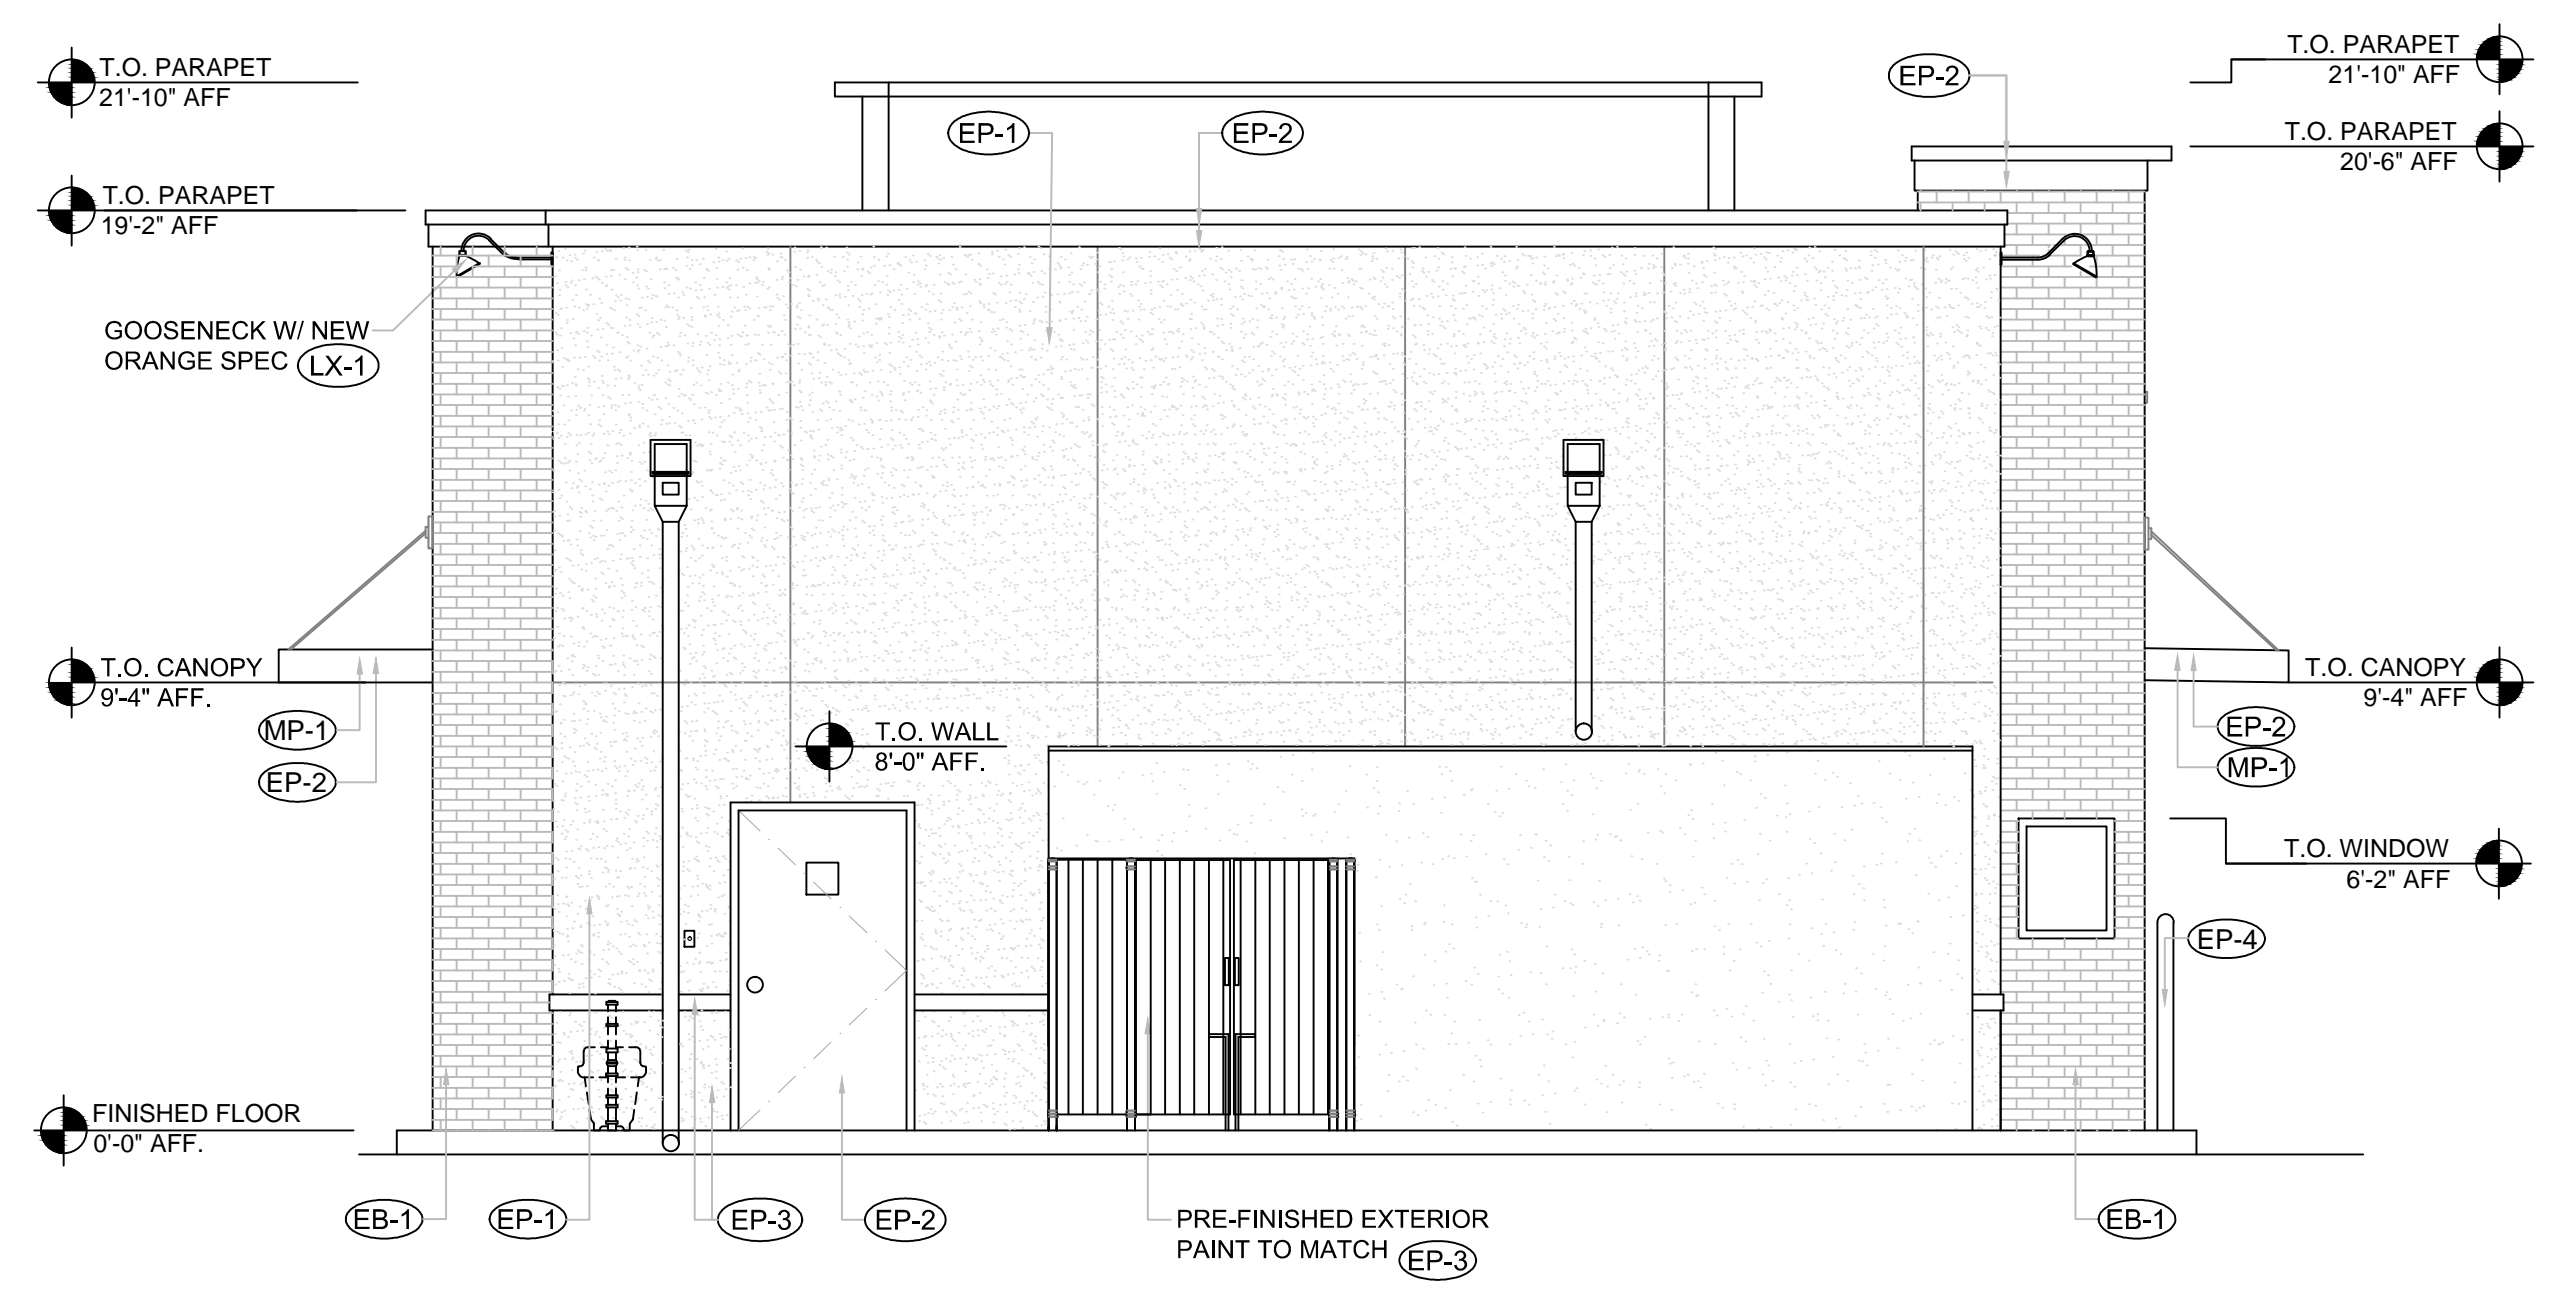 T.O. PARAPET
21'-10" AFF
T.O. PARAPET
21'-10" AFF
EP-2
EP-1
EP-2
T.O. PARAPET
20'-6" AFF
T.O. PARAPET
19'-2" AFF
GOOSENECK W/ NEW
ORANGE SPEC LX-1
T.O. CANOPY
9'-4" AFF.
T.O. CANOPY
9'-4" AFF
MP-1
EP-2
T.O. WALL
8'-0" AFF.
EP-2
MP-1
T.O. WINDOW
6'-2" AFF
EP-4
FINISHED FLOOR
0'-0" AFF.
EB-1
EP-1
EP-3
EP-2
PRE-FINISHED EXTERIOR
PAINT TO MATCH EP-3
EB-1